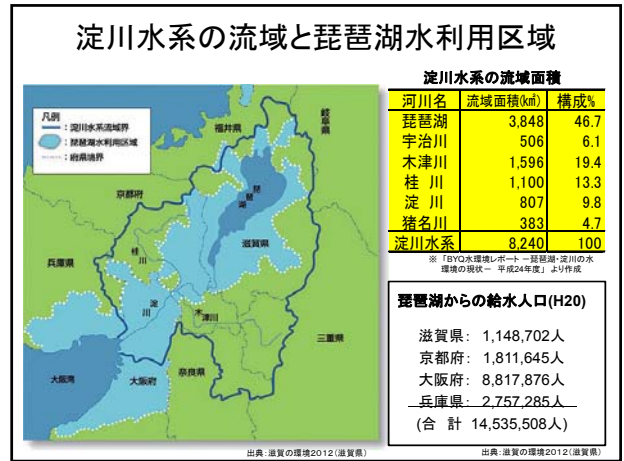 淀川水系の流域と琵琶湖水利用区域
凡例
：淀川水系流域界
：琵琶湖水利用区域
：府県境界
福井県
岐阜県
京都府
琵琶湖
滋賀県
兵庫県
桂川
淀川
木津川
三重県
大阪湾
大阪府
奈良県
出典：滋賀の環境2012（滋賀県）
淀川水系の流域面積
河川名 流域面積(㎢) 構成%
琵琶湖 3,848 46.7
宇治川 506 6.1
木津川 1,596 19.4
桂 川 1,100 13.3
淀 川 807 9.8
猪名川 383 4.7
淀川水系 8,240 100
※ 「BYQ水環境レポート －琵琶湖・淀川の水
環境の現状－ 平成24年度」 より作成
琵琶湖からの給水人口(H20)
滋賀県： 1,148,702人
京都府： 1,811,645人
大阪府： 8,817,876人
兵庫県： 2,757,285人
(合 計 14,535,508人)
出典：滋賀の環境2012（滋賀県）